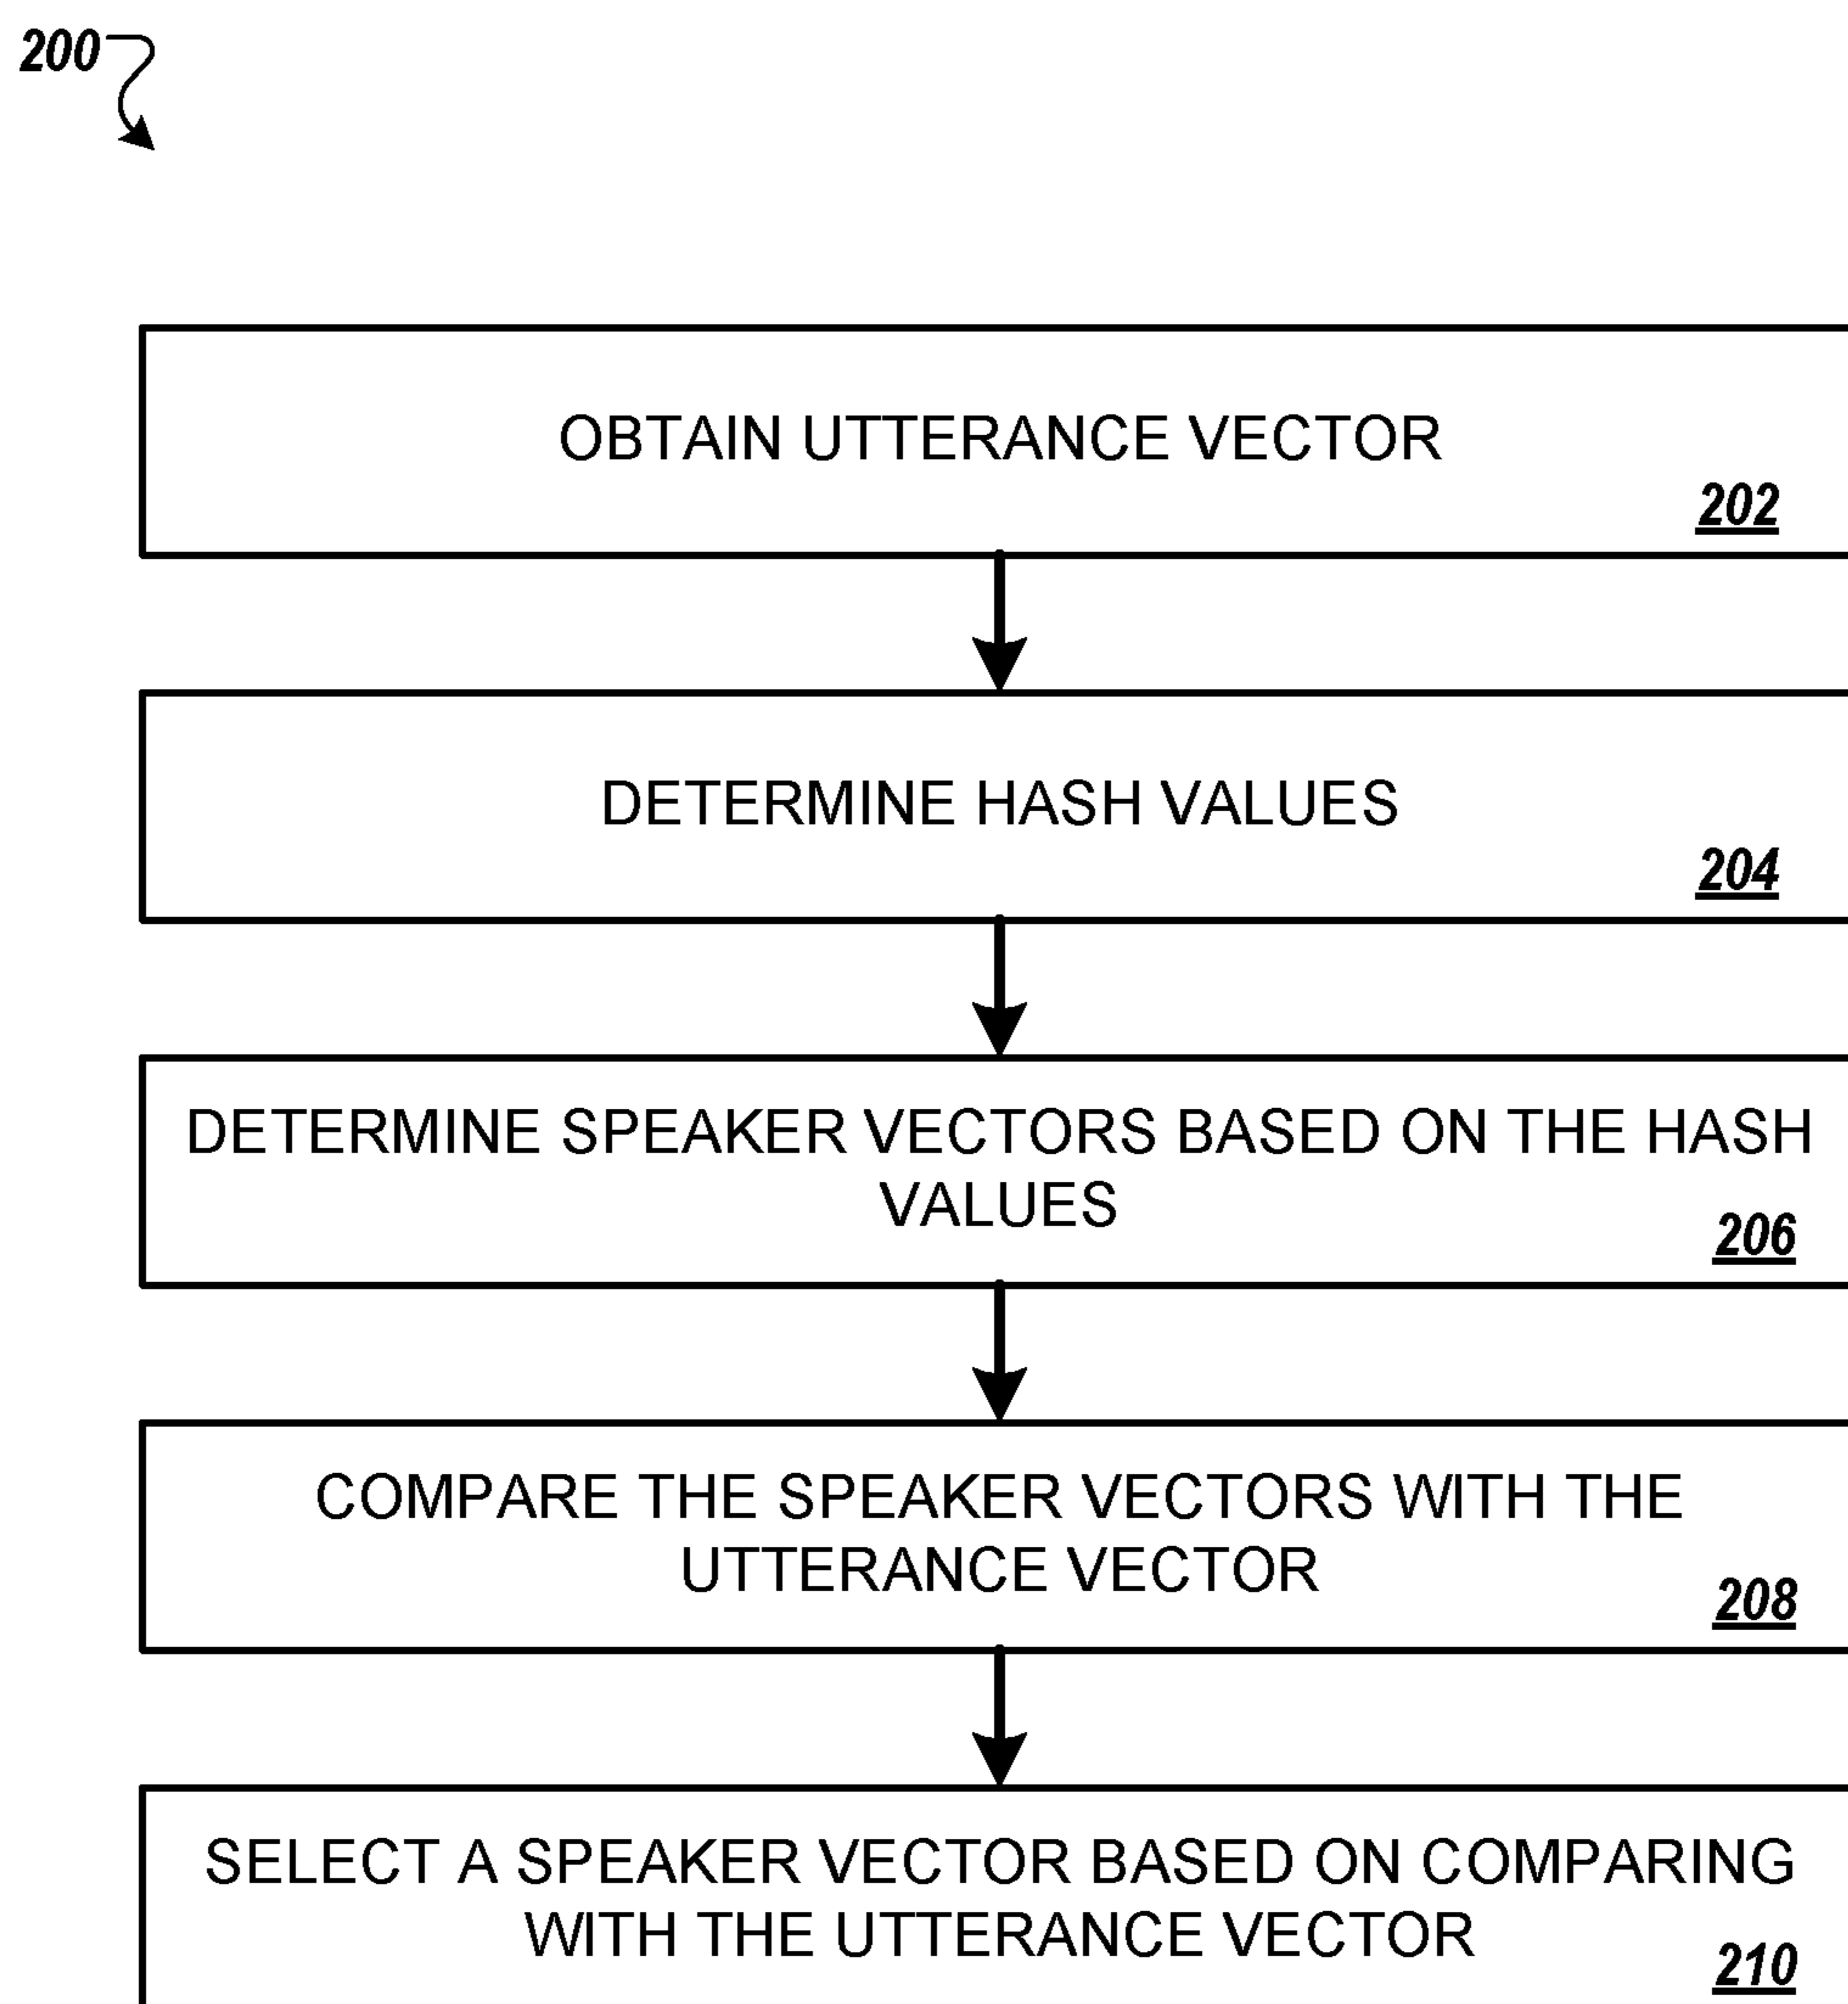 200
OBTAIN UTTERANCE VECTOR
202
DETERMINE HASH VALUES
204
DETERMINE SPEAKER VECTORS BASED ON THE HASH
VALUES
206
COMPARE THE SPEAKER VECTORS WITH THE
UTTERANCE VECTOR
208
SELECT A SPEAKER VECTOR BASED ON COMPARING
WITH THE UTTERANCE VECTOR
210